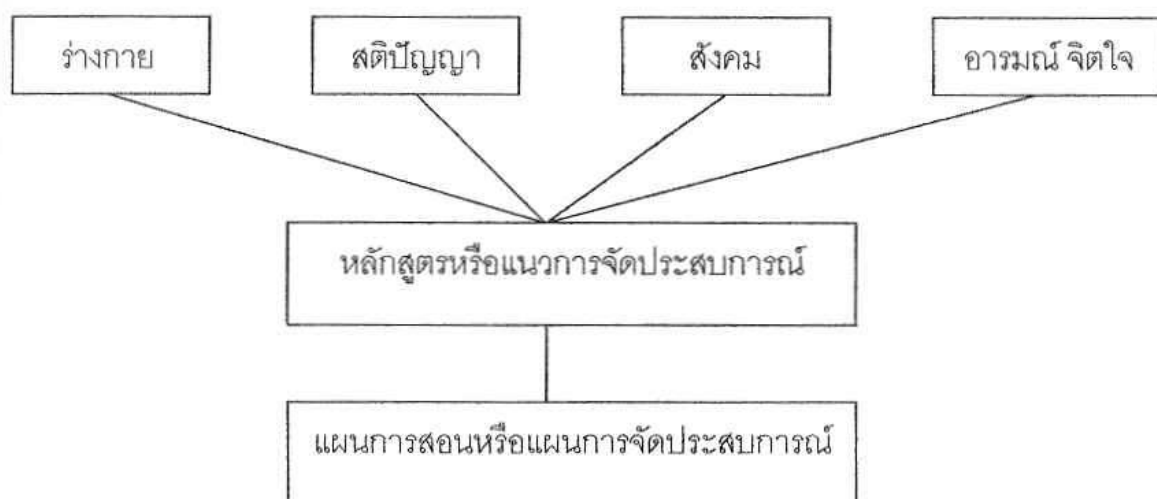 ร่างกาย
สติปัญญา
สังคม
อารมณ์ จิตใจ
หลักสูตรหรือแนวการจัดประสบการณ์
แผนการสอนหรือแผนการจัดประสบการณ์